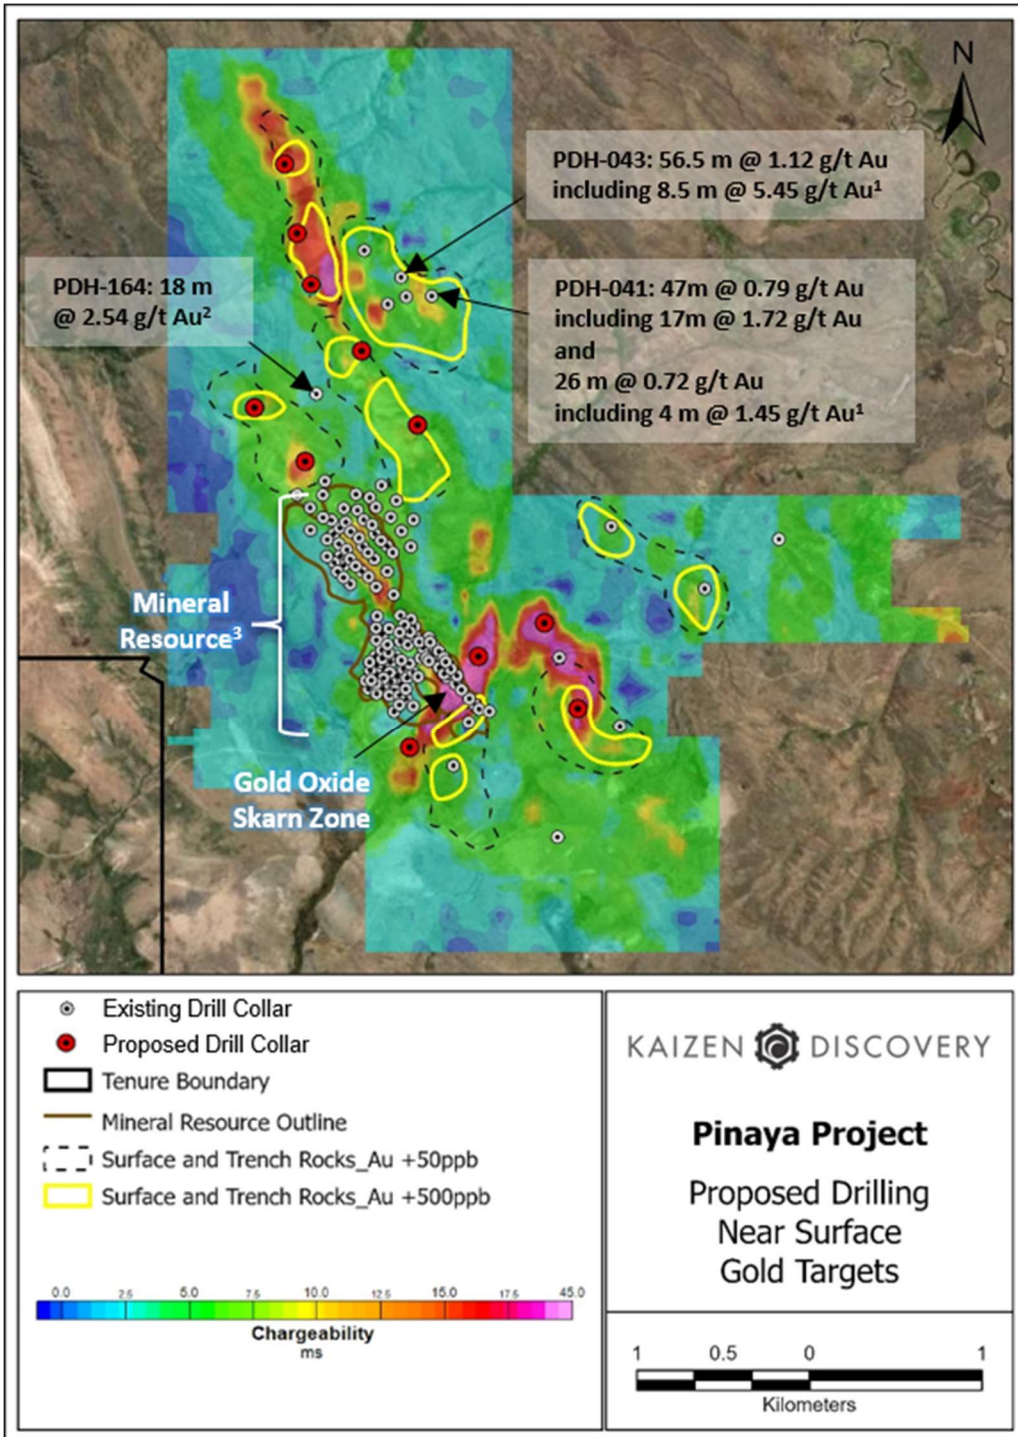 N
PDH-043: 56.5 m @ 1.12 g/t Au
including 8.5 m @ 5.45 g/t Au¹
PDH-164: 18 m
@ 2.54 g/t Au²
PDH-041: 47m @ 0.79 g/t Au
including 17m @ 1.72 g/t Au
and
26 m @ 0.72 g/t Au
including 4 m @ 1.45 g/t Au¹
Mineral
Resource³
Gold Oxide
Skarn Zone
Existing Drill Collar
Proposed Drill Collar
Tenure Boundary
Mineral Resource Outline
Surface and Trench Rocks_Au +50ppb
Surface and Trench Rocks_Au +500ppb
0.0 2.5 5.0 7.5 10.0 12.5 15.0 17.5 45.0
Chargeability
ms
KAIZEN DISCOVERY
Pinaya Project
Proposed Drilling
Near Surface
Gold Targets
1 0.5 0 1
Kilometers